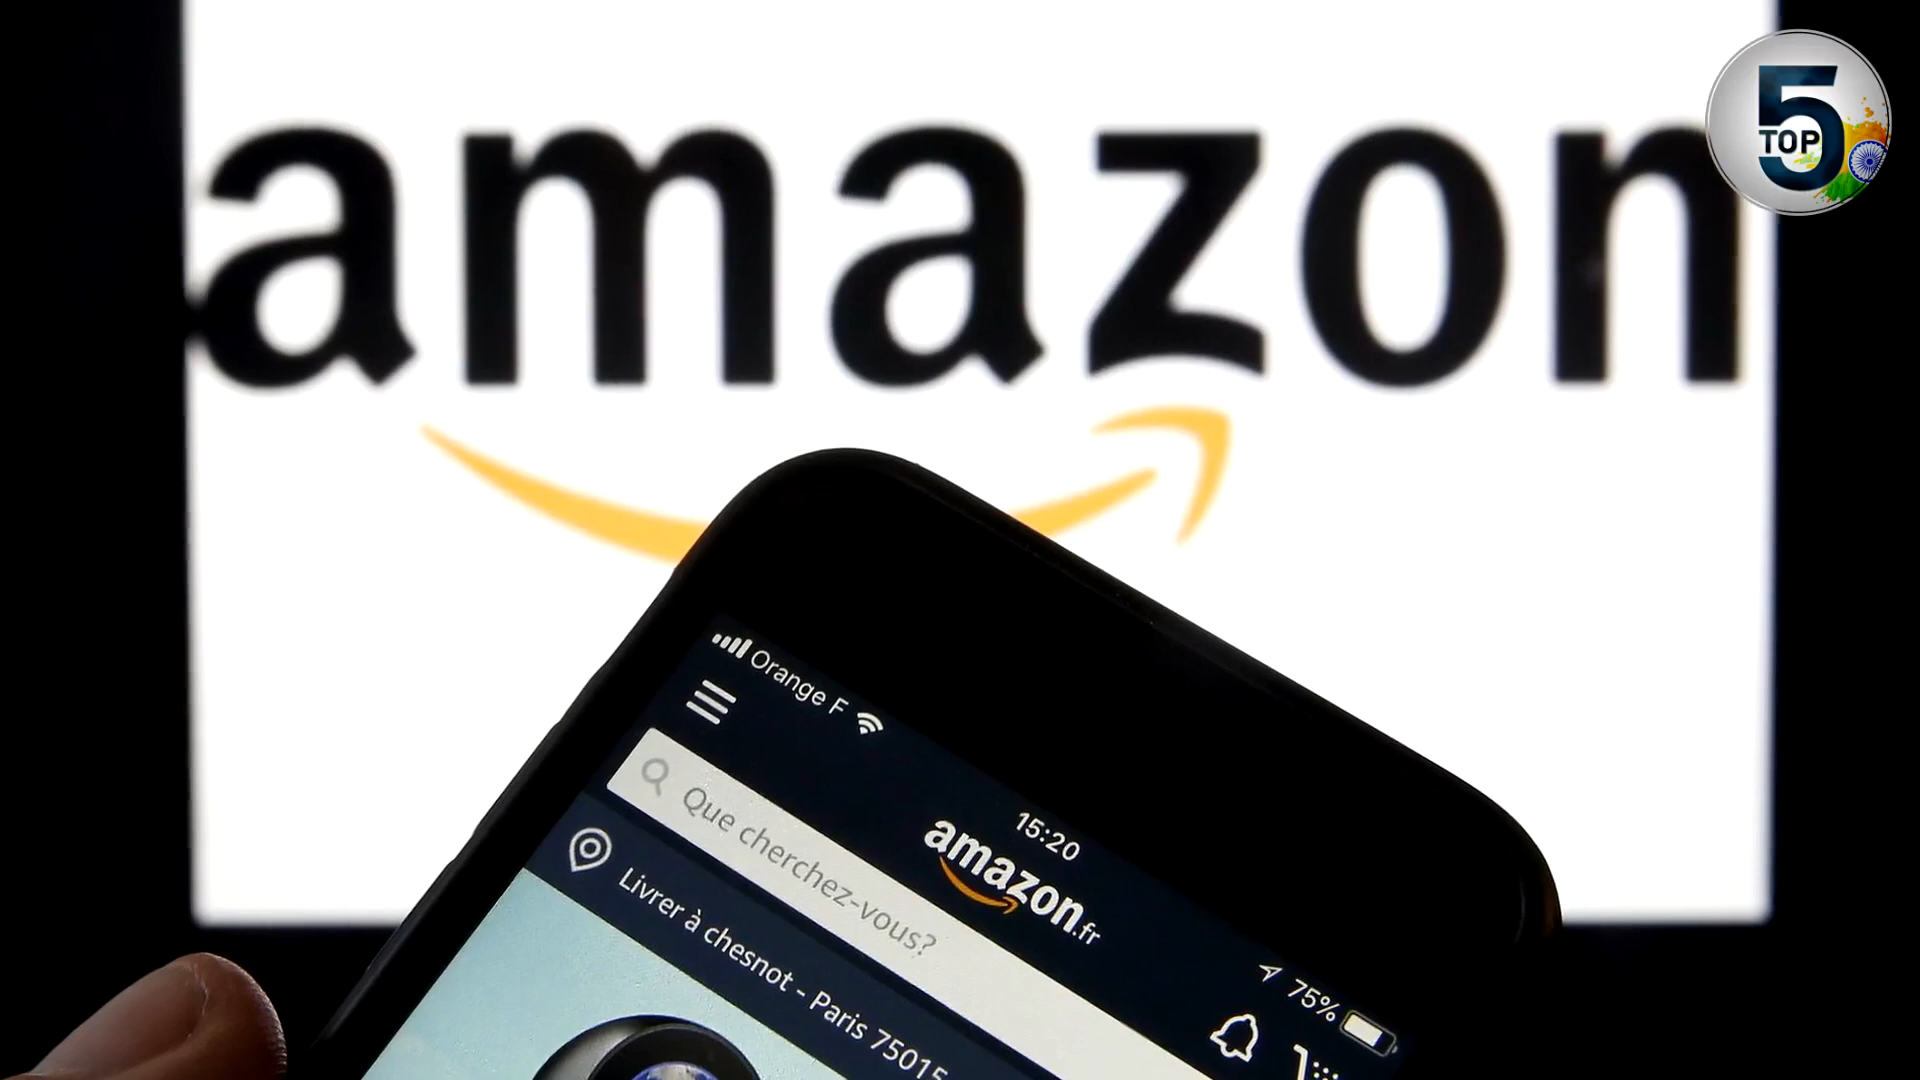 amazon
5
TOP
Orange F
15:20
75%
amazon.fr
Que cherchez-vous?
Livrer à chesnot - Paris 75015